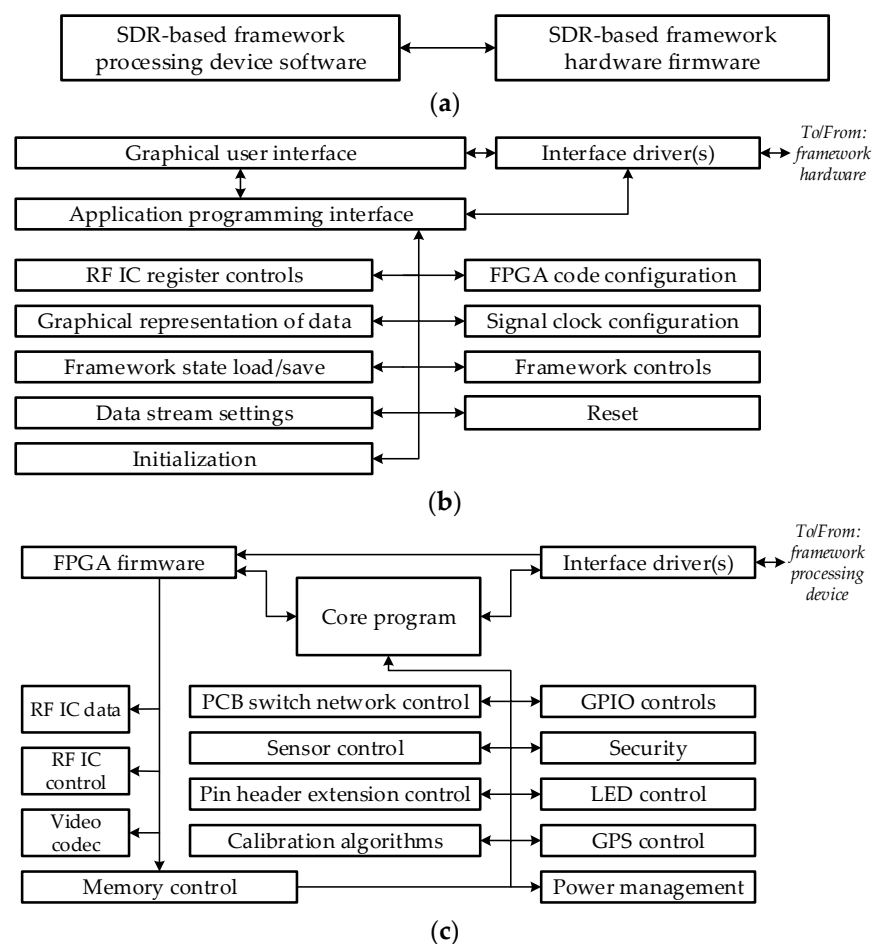 SDR-based framework
processing device software
SDR-based framework
hardware firmware
(a)
Graphical user interface
Interface driver(s)
To/From:
framework
hardware
Application programming interface
RF IC register controls
FPGA code configuration
Graphical representation of data
Signal clock configuration
Framework state load/save
Framework controls
Data stream settings
Reset
Initialization
(b)
FPGA firmware
Interface driver(s)
To/From:
framework
processing
device
Core program
RF IC data
PCB switch network control
GPIO controls
RF IC
control
Sensor control
Security
Pin header extension control
LED control
Video
codec
Calibration algorithms
GPS control
Memory control
Power management
(c)